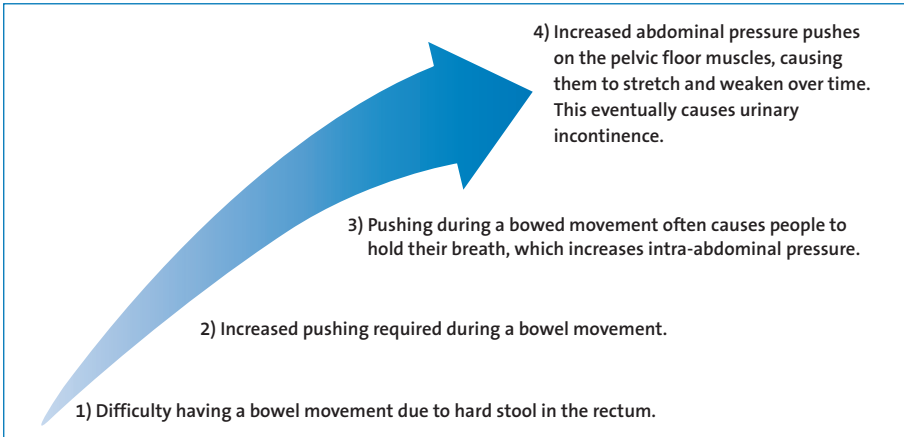 4) Increased abdominal pressure pushes
on the pelvic floor muscles, causing
them to stretch and weaken over time.
This eventually causes urinary
incontinence.
3) Pushing during a bowed movement often causes people to
hold their breath, which increases intra-abdominal pressure.
2) Increased pushing required during a bowel movement.
1) Difficulty having a bowel movement due to hard stool in the rectum.